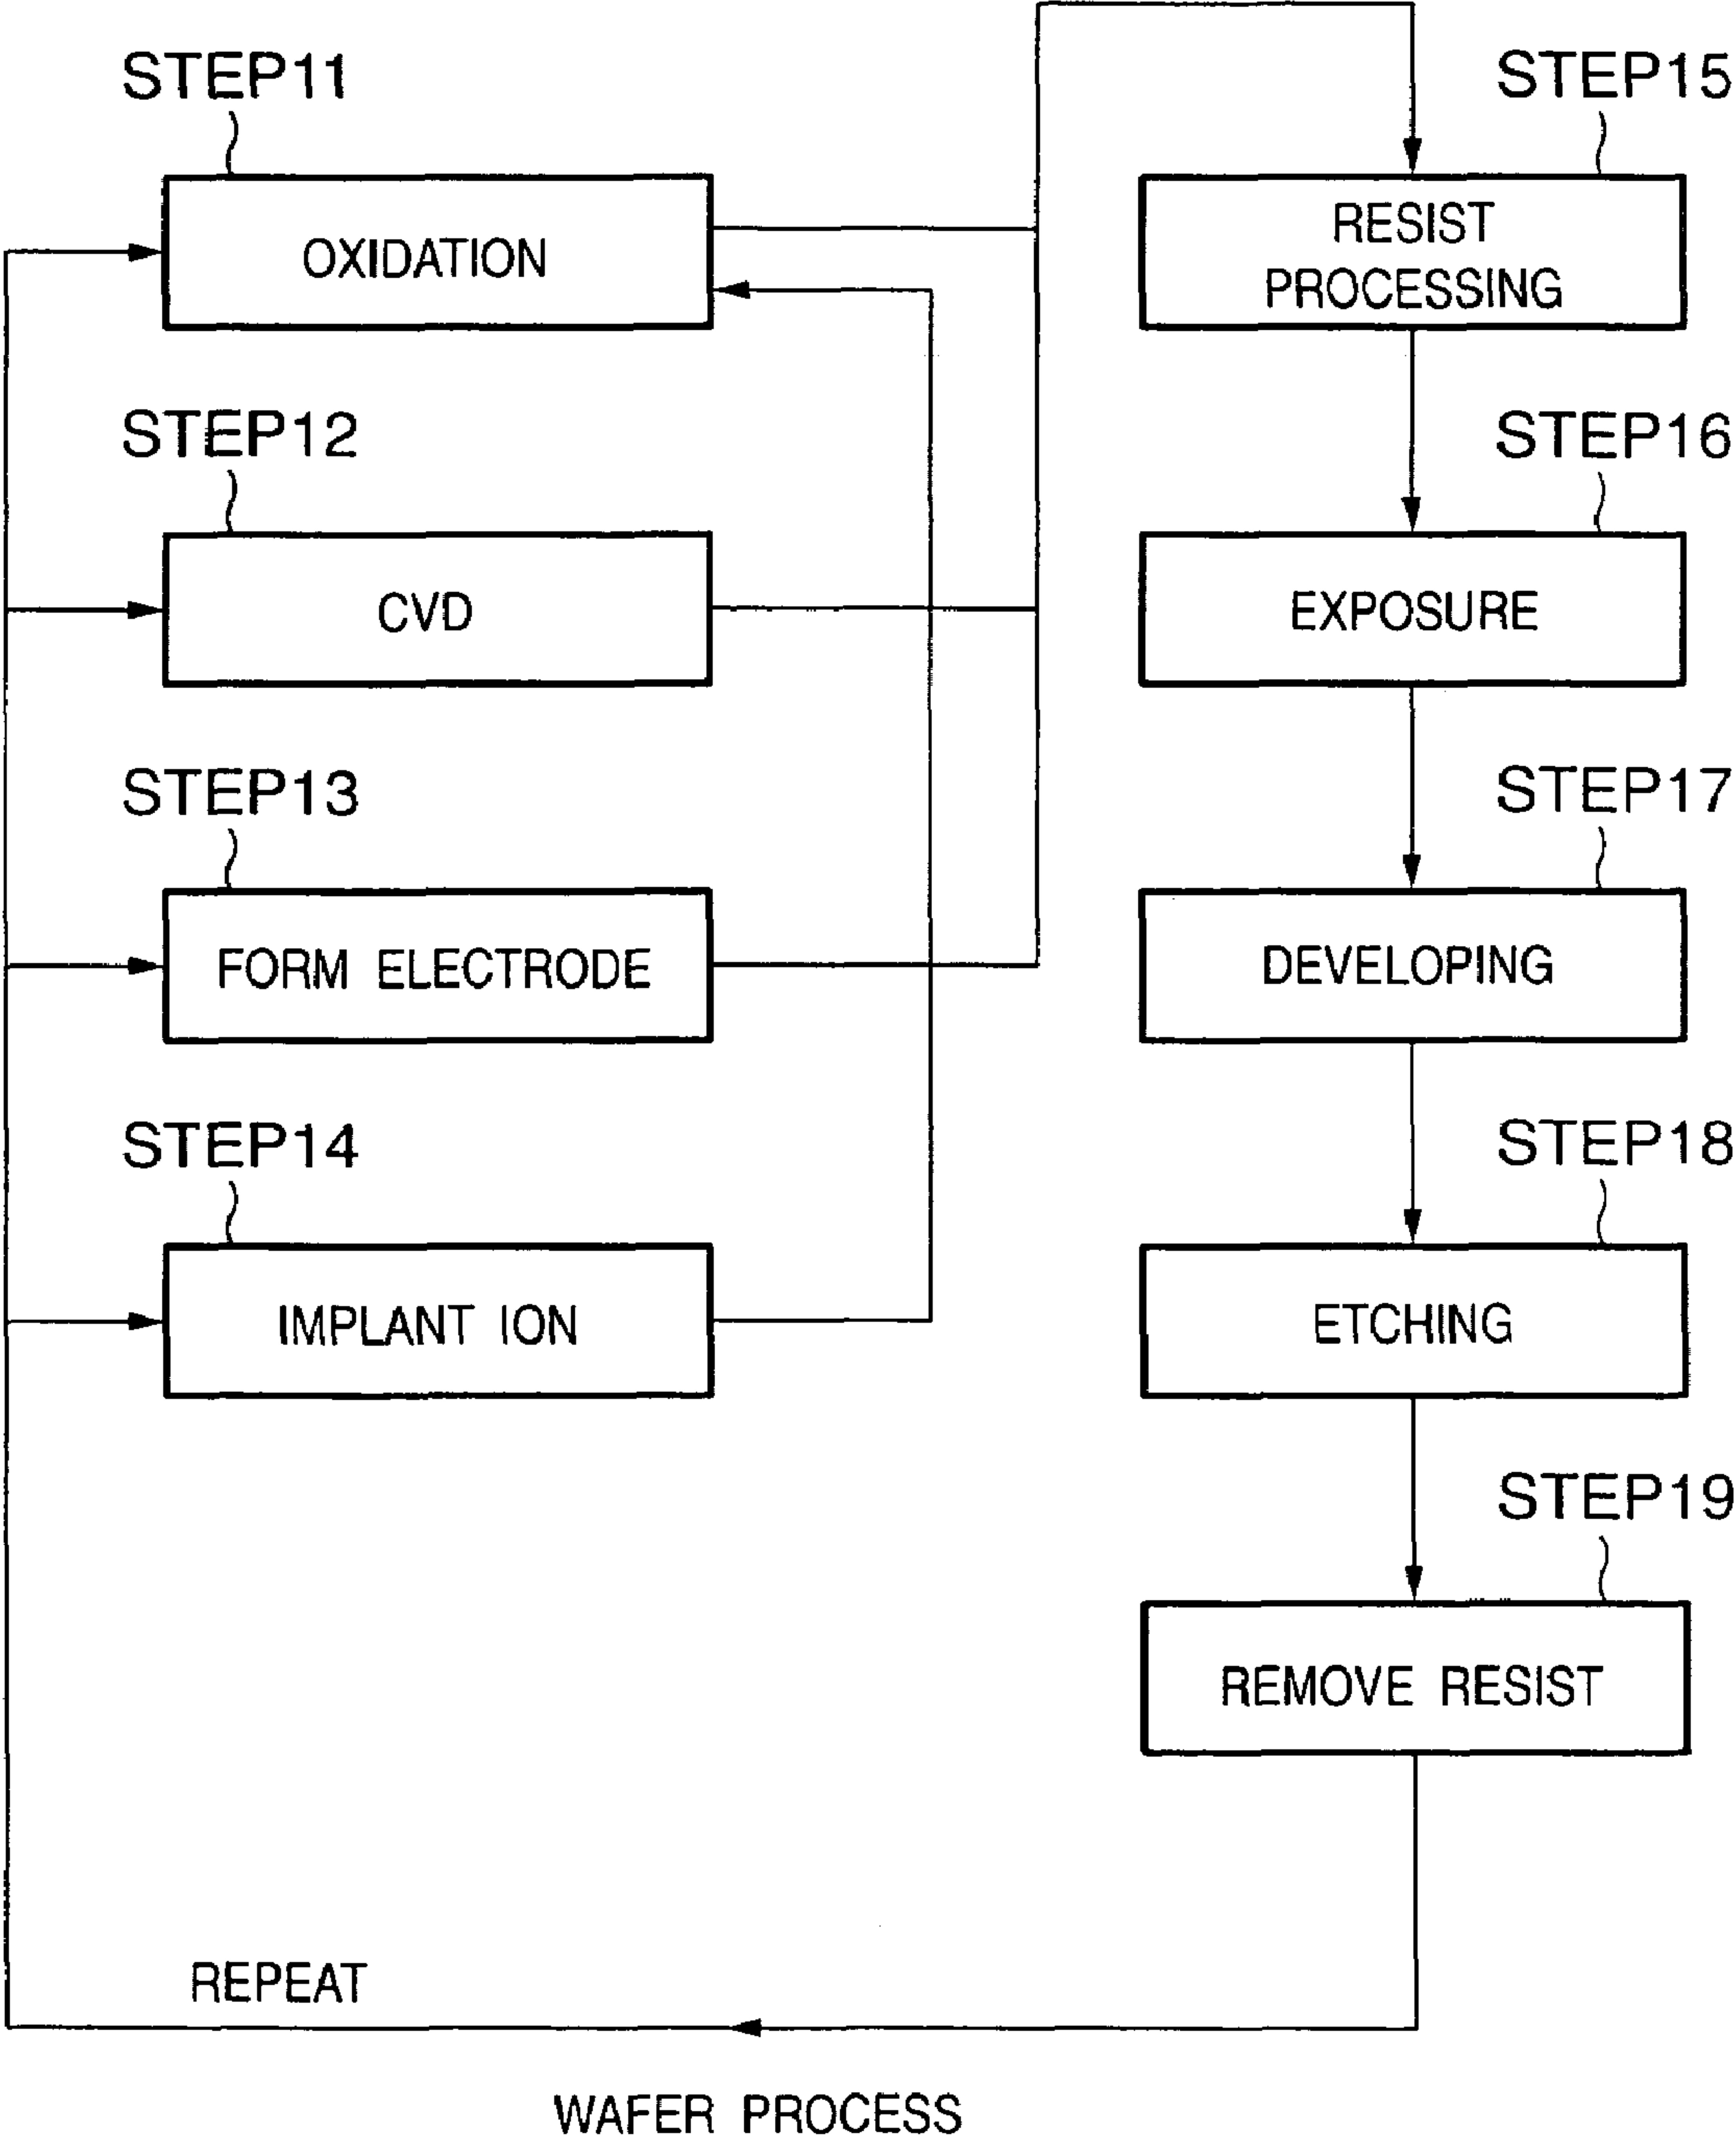 STEP11
OXIDATION
STEP12
CVD
STEP13
FORM ELECTRODE
STEP14
IMPLANT ION
STEP15
RESIST
PROCESSING
STEP16
EXPOSURE
STEP17
DEVELOPING
STEP18
ETCHING
STEP19
REMOVE RESIST
REPEAT
WAFER PROCESS